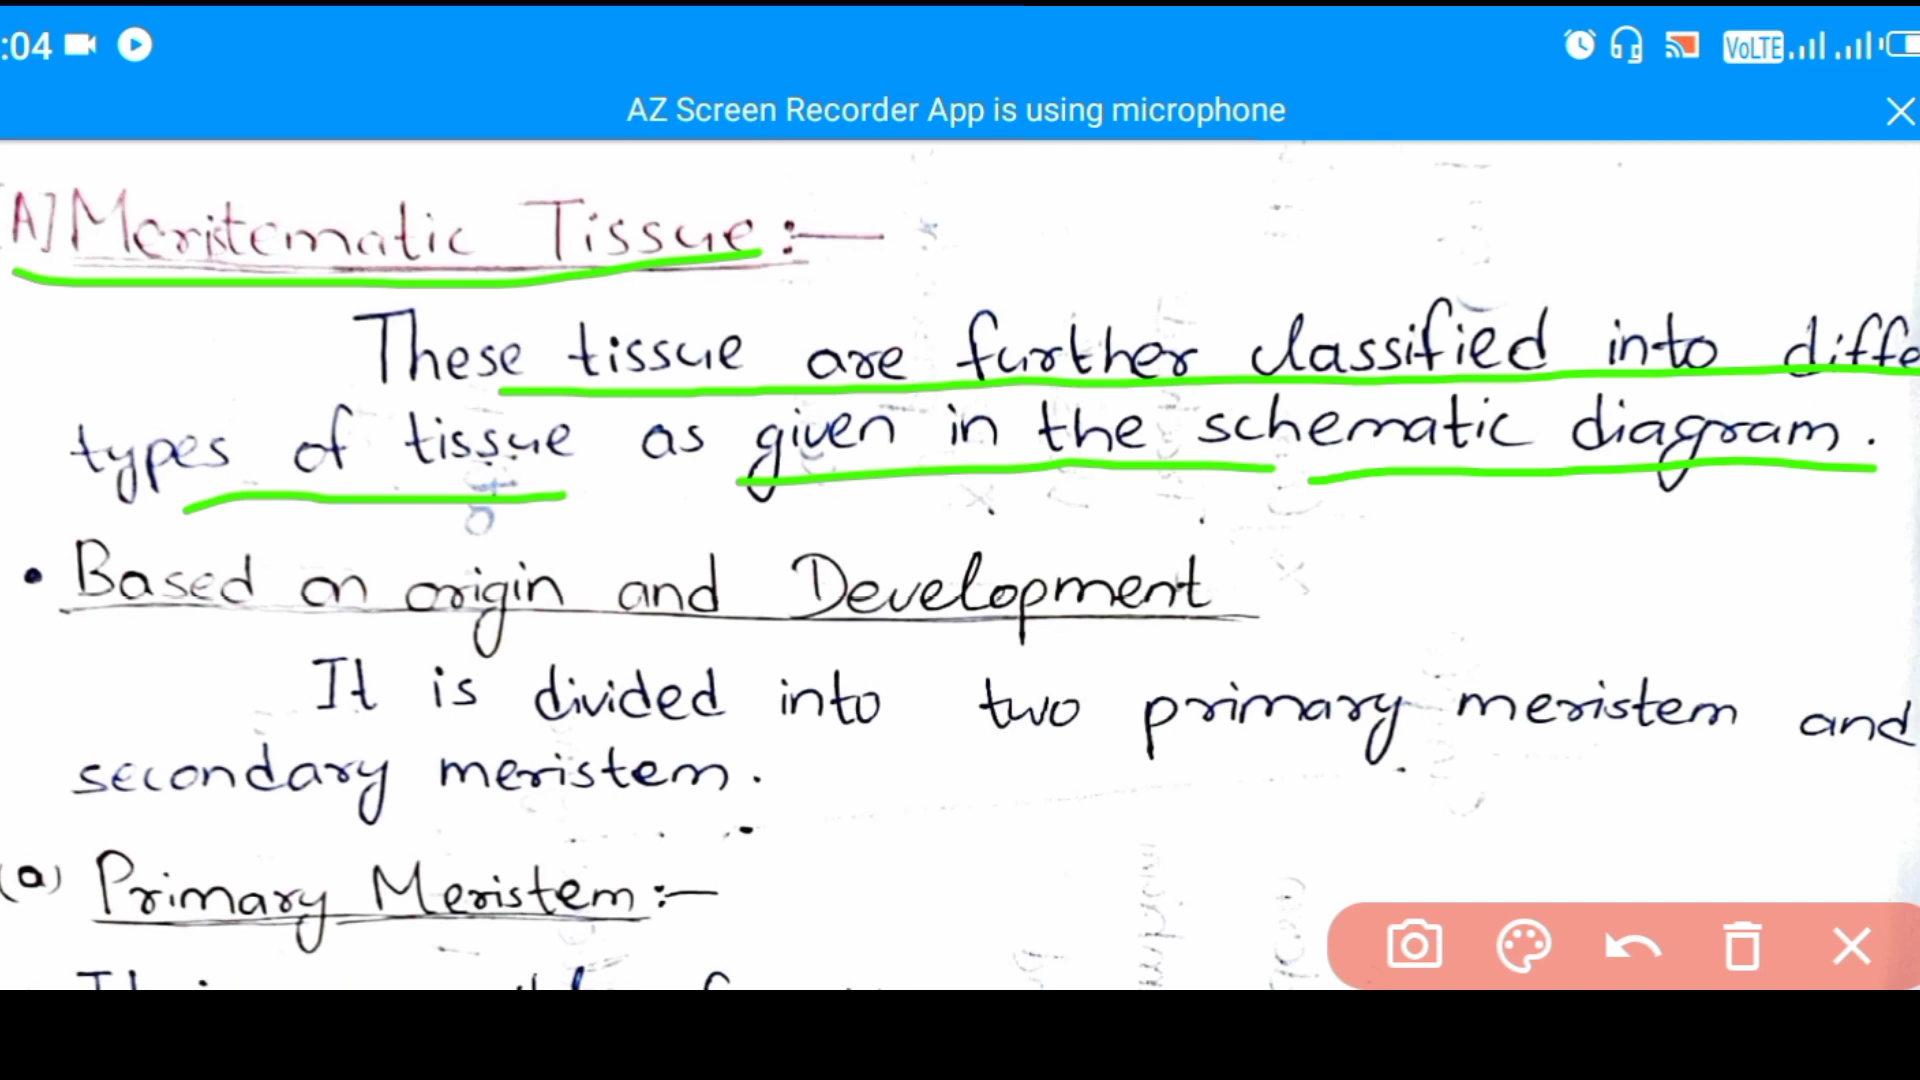 :04
VoLTE
AZ Screen Recorder App is using microphone
[A] Meristematic Tissue :—
These tissue are further classified into diffe
types of tissue as given in the schematic diagram.
• Based on origin and Development
It is divided into two primary meristem and
secondary meristem.
(a) Primary Meristem :—